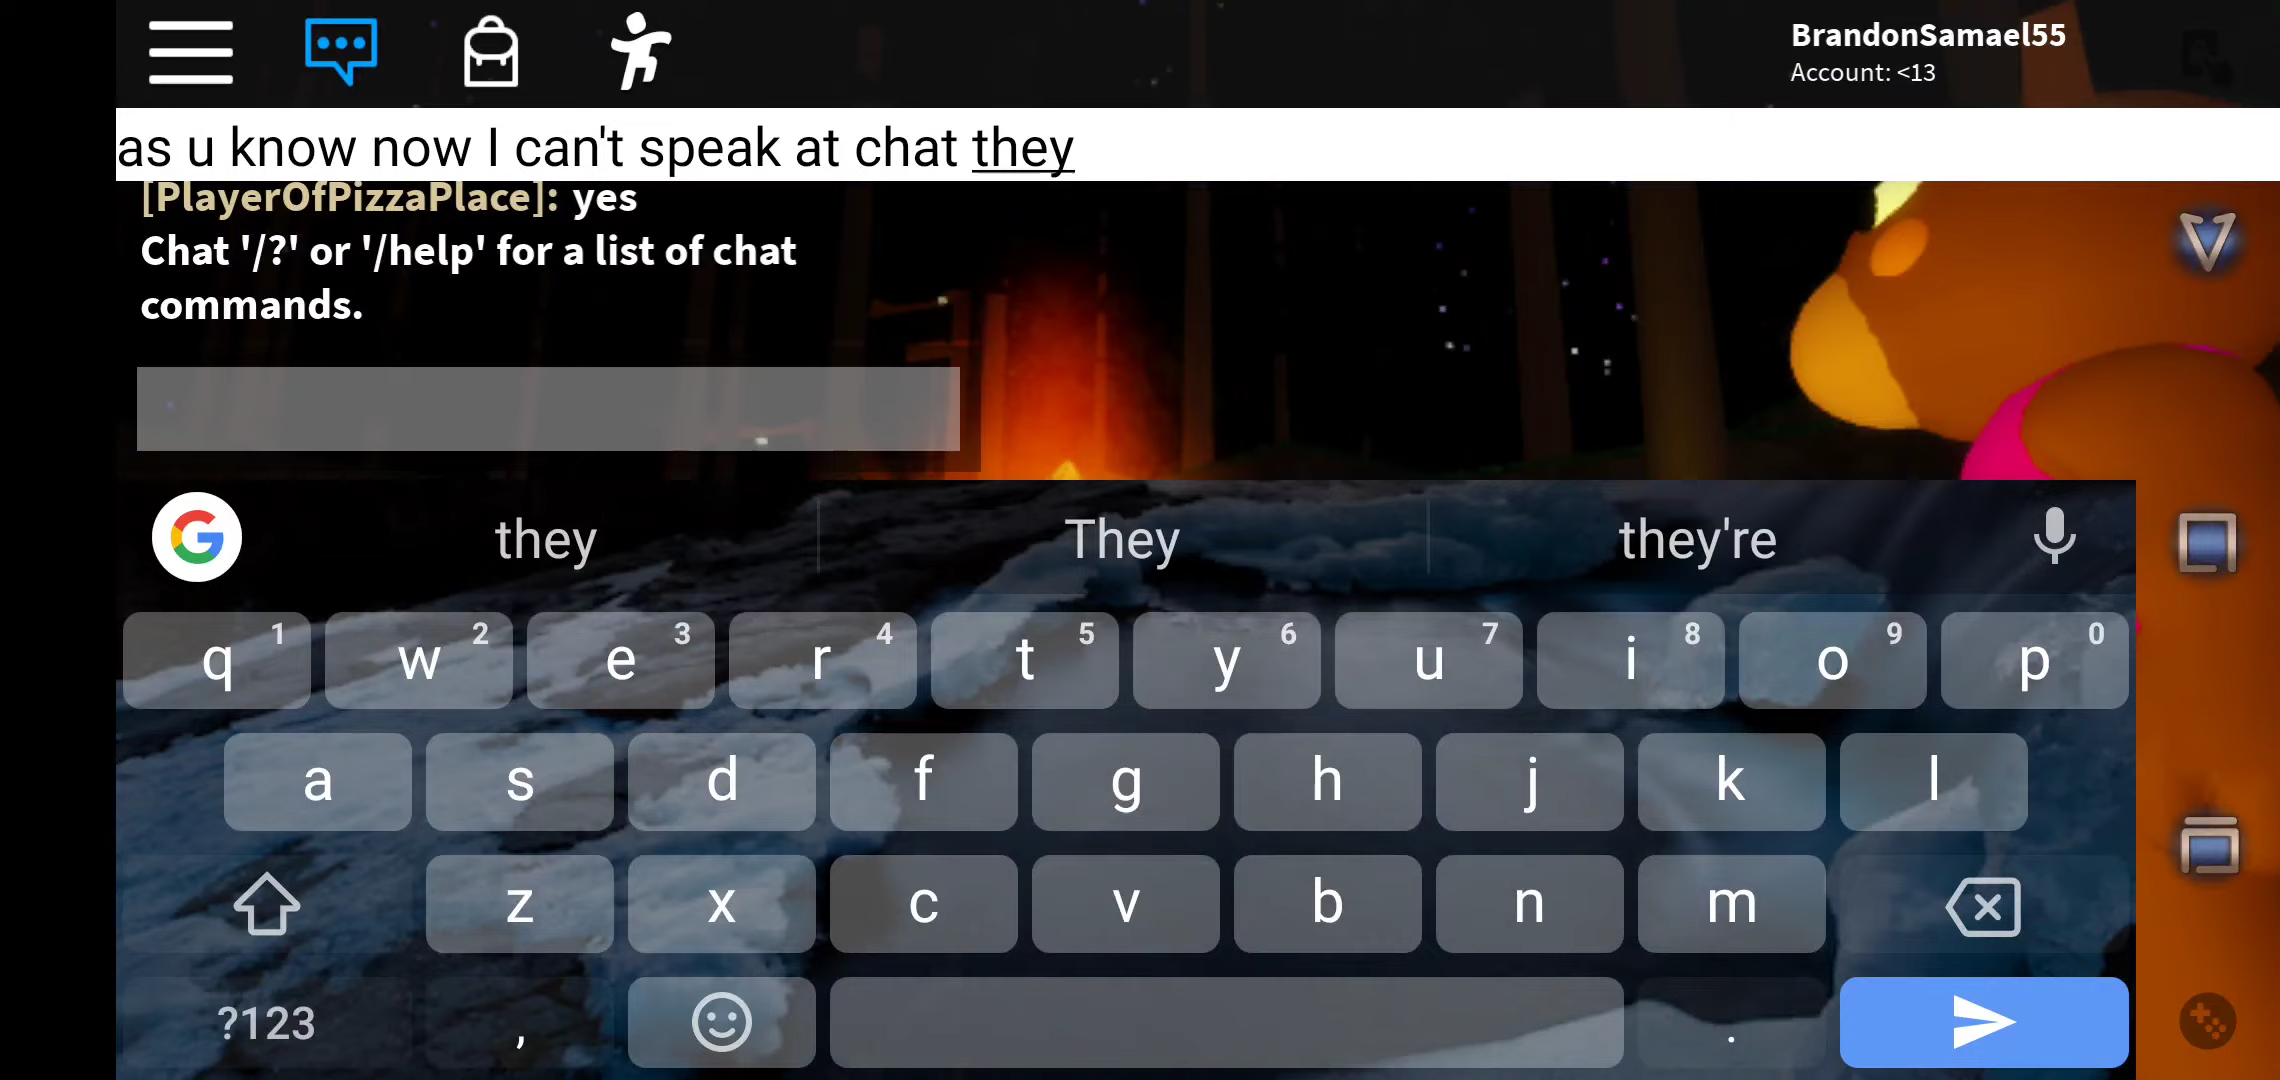 BrandonSamael55
Account: <13
as u know now I can't speak at chat they
[PlayerOfPizzaPlace]: yes
Chat '/?' or '/help' for a list of chat
commands.
they They they're
q 1 w 2 e 3 r 4 t 5 y 6 u 7 i 8 o 9 p 0
a s d f g h j k l
z x c v b n m
?123 , .